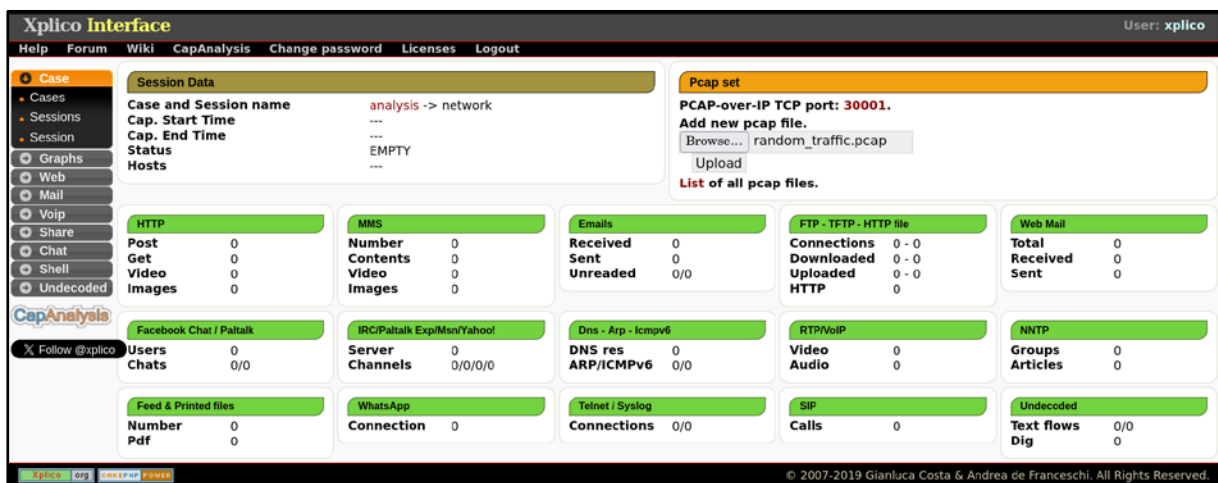 Xplico Interface
User: xplico
Help Forum Wiki CapAnalysis Change password Licenses Logout
Case
Cases
Sessions
Session
Graphs
Web
Mail
Voip
Share
Chat
Shell
Undecoded
CapAnalysis
X Follow @xplico
Session Data
Case and Session name analysis -> network
Cap. Start Time ---
Cap. End Time ---
Status EMPTY
Hosts ---
Pcap set
PCAP-over-IP TCP port: 30001.
Add new pcap file.
Browse... random_traffic.pcap
Upload
List of all pcap files.
HTTP
Post 0
Get 0
Video 0
Images 0
MMS
Number 0
Contents 0
Video 0
Images 0
Emails
Received 0
Sent 0
Unreaded 0/0
FTP - TFTP - HTTP file
Connections 0 - 0
Downloaded 0 - 0
Uploaded 0 - 0
HTTP 0
Web Mail
Total 0
Received 0
Sent 0
Facebook Chat / Paltalk
Users 0
Chats 0/0
IRC/Paltalk Exp/Msn/Yahoo!
Server 0
Channels 0/0/0/0
Dns - Arp - Icmpv6
DNS res 0
ARP/ICMPv6 0/0
RTP/VoIP
Video 0
Audio 0
NNTP
Groups 0
Articles 0
Feed & Printed files
Number 0
Pdf 0
WhatsApp
Connection 0
Telnet / Syslog
Connections 0/0
SIP
Calls 0
Undecoded
Text flows 0/0
Dig 0
Xplico org CAKEPHP POWER
© 2007-2019 Gianluca Costa & Andrea de Franceschi. All Rights Reserved.